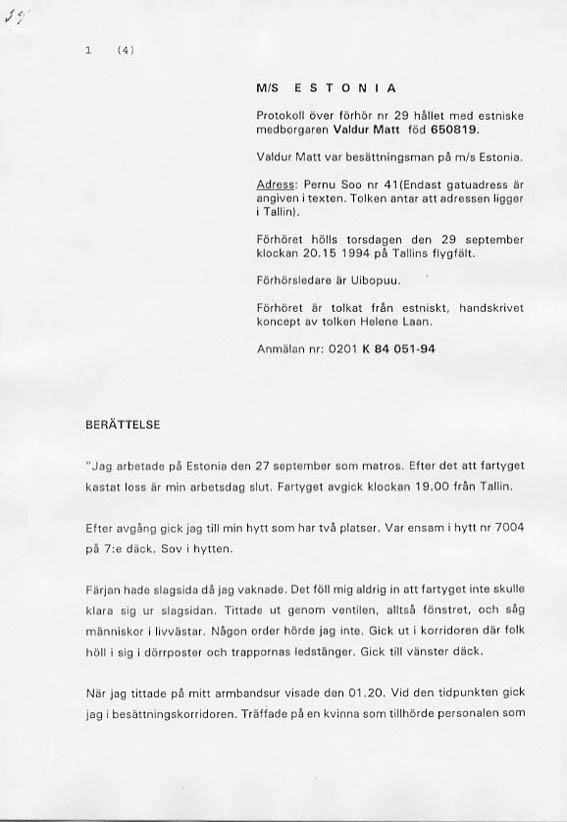 1 (4)
M/S E S T O N I A
Protokoll över förhör nr 29 hållet med estniske
medborgaren Valdur Matt föd 650819.
Valdur Matt var besättningsman på m/s Estonia.
Adress: Pernu Soo nr 41(Endast gatuadress är
angiven i texten. Tolken antar att adressen ligger
i Tallin).
Förhöret hölls torsdagen den 29 september
klockan 20.15 1994 på Tallins flygfält.
Förhörsledare är Uibopuu.
Förhöret är tolkat från estniskt, handskrivet
koncept av tolken Helene Laan.
Anmälan nr: 0201 K 84 051-94
BERÄTTELSE
"Jag arbetade på Estonia den 27 september som matros. Efter det att fartyget
kastat loss är min arbetsdag slut. Fartyget avgick klockan 19.00 från Tallin.
Efter avgång gick jag till min hytt som har två platser. Var ensam i hytt nr 7004
på 7:e däck. Sov i hytten.
Färjan hade slagsida då jag vaknade. Det föll mig aldrig in att fartyget inte skulle
klara sig ur slagsidan. Tittade ut genom ventilen, alltså fönstret, och såg
människor i livvästar. Någon order hörde jag inte. Gick ut i korridoren där folk
höll i sig i dörrposter och trappornas ledstänger. Gick till vänster däck.
När jag tittade på mitt armbandsur visade den 01.20. Vid den tidpunkten gick
jag i besättningskorridoren. Träffade på en kvinna som tillhörde personalen som